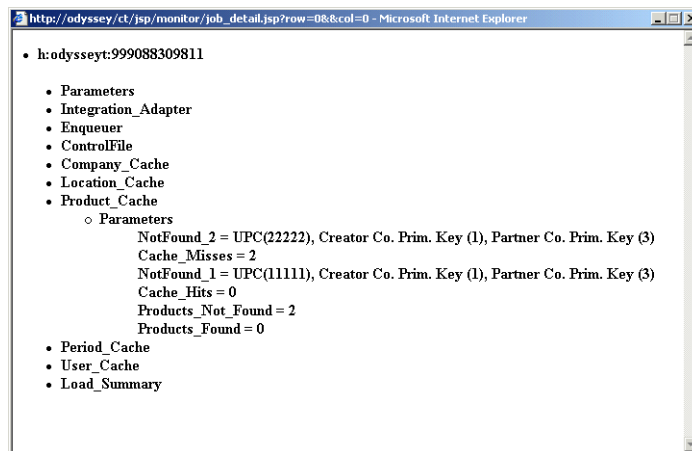 http://odyssey/ct/jsp/monitor/job_detail.jsp?row=0&&col=0 - Microsoft Internet Explorer
h:odysseyt:999088309811
Parameters
Integration_Adapter
Enqueuer
ControlFile
Company_Cache
Location_Cache
Product_Cache
Parameters
NotFound_2 = UPC(22222), Creator Co. Prim. Key (1), Partner Co. Prim. Key (3)
Cache_Misses = 2
NotFound_1 = UPC(11111), Creator Co. Prim. Key (1), Partner Co. Prim. Key (3)
Cache_Hits = 0
Products_Not_Found = 2
Products_Found = 0
Period_Cache
User_Cache
Load_Summary